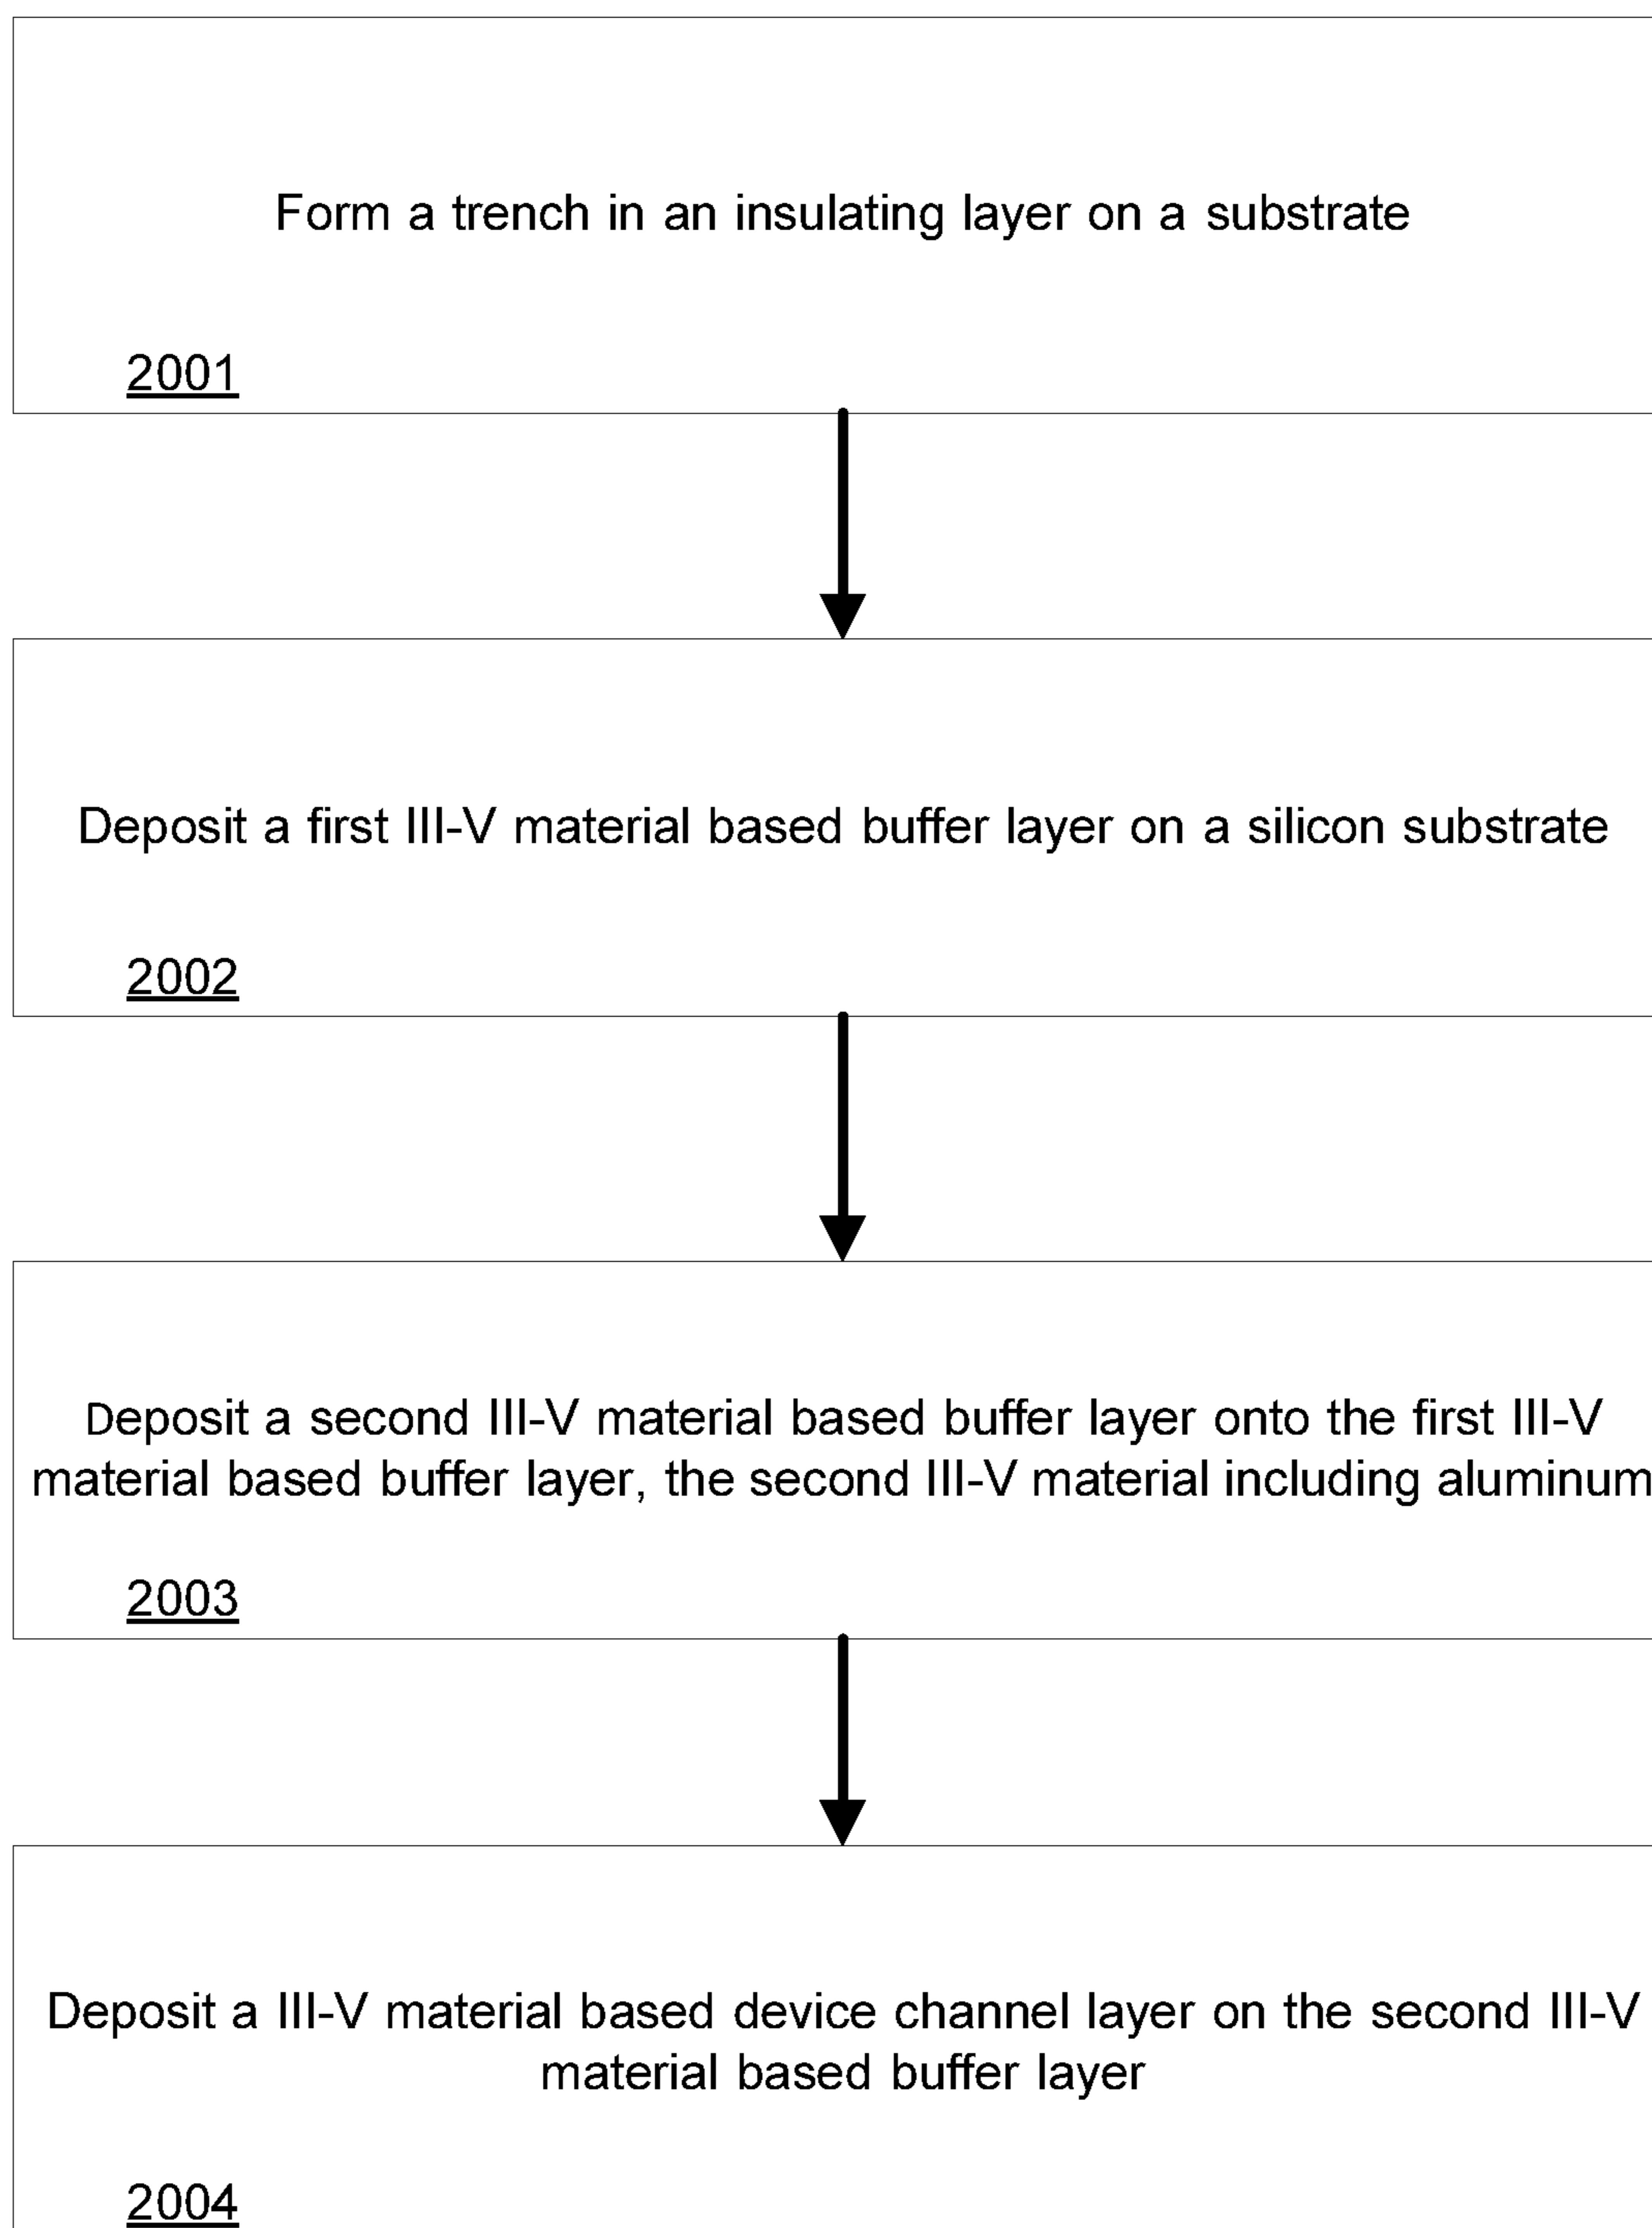 Form a trench in an insulating layer on a substrate
2001
Deposit a first III-V material based buffer layer on a silicon substrate
2002
Deposit a second III-V material based buffer layer onto the first III-V
material based buffer layer, the second III-V material including aluminum
2003
Deposit a III-V material based device channel layer on the second III-V
material based buffer layer
2004